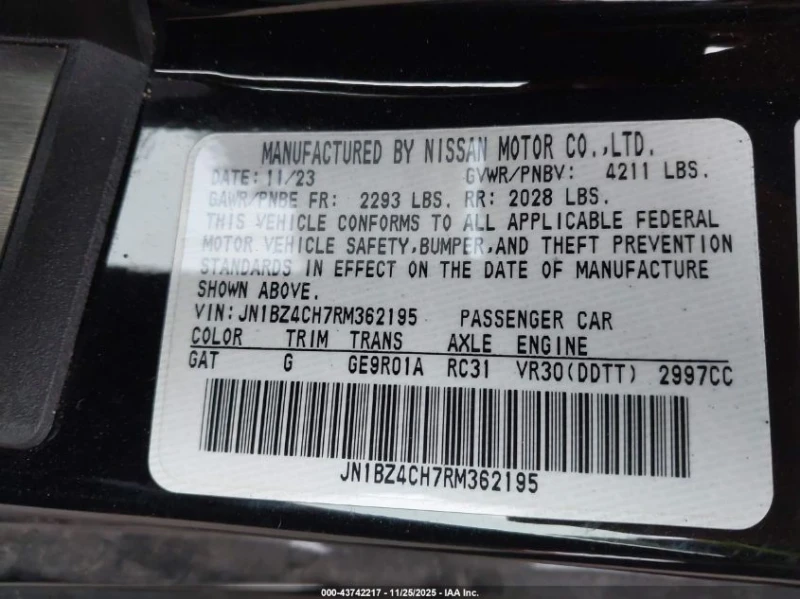 MANUFACTURED BY NISSAN MOTOR CO.,LTD.
DATE: 11/23 GVWR/PNBV: 4211 LBS.
GAWR/PNBE FR: 2293 LBS. RR: 2028 LBS.
THIS VEHICLE CONFORMS TO ALL APPLICABLE FEDERAL
MOTOR VEHICLE SAFETY,BUMPER,AND THEFT PREVENTION
STANDARDS IN EFFECT ON THE DATE OF MANUFACTURE
SHOWN ABOVE.
VIN:JN1BZ4CH7RM362195 PASSENGER CAR
COLOR TRIM TRANS AXLE ENGINE
GAT G GE9R01A RC31 VR30(DDTT) 2997CC
JN1BZ4CH7RM362195
000-43742217 - 11/25/2025 - IAA Inc.